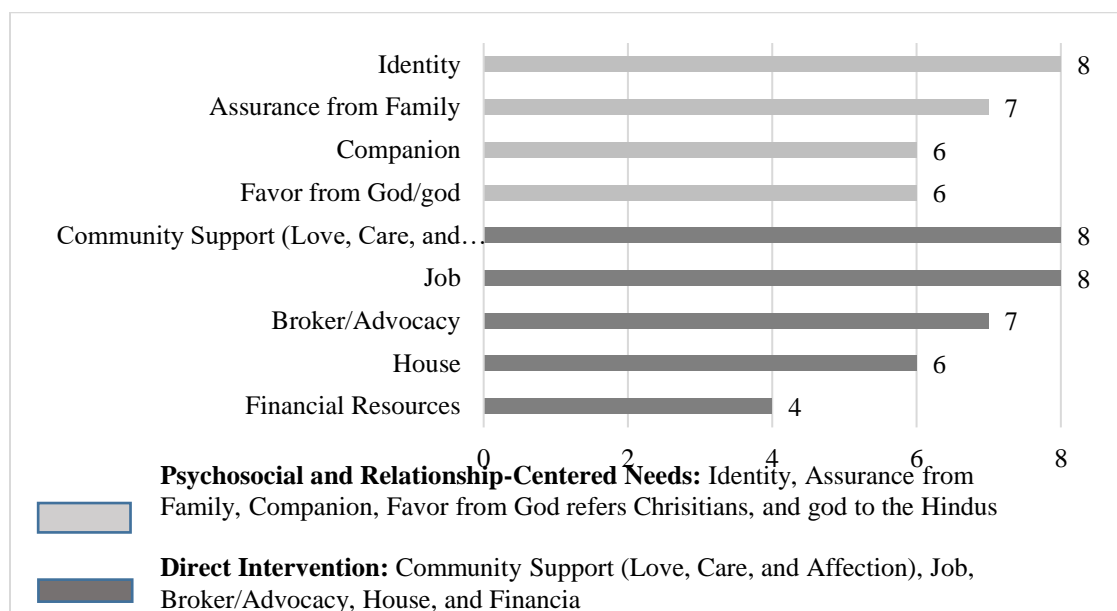 Identity 8
Assurance from Family 7
Companion 6
Favor from God/god 6
Community Support (Love, Care, and… 8
Job 8
Broker/Advocacy 7
House 6
Financial Resources 4
0 2 4 6 8
Psychosocial and Relationship-Centered Needs: Identity, Assurance from
Family, Companion, Favor from God refers Chrisitians, and god to the Hindus
Direct Intervention: Community Support (Love, Care, and Affection), Job,
Broker/Advocacy, House, and Financia